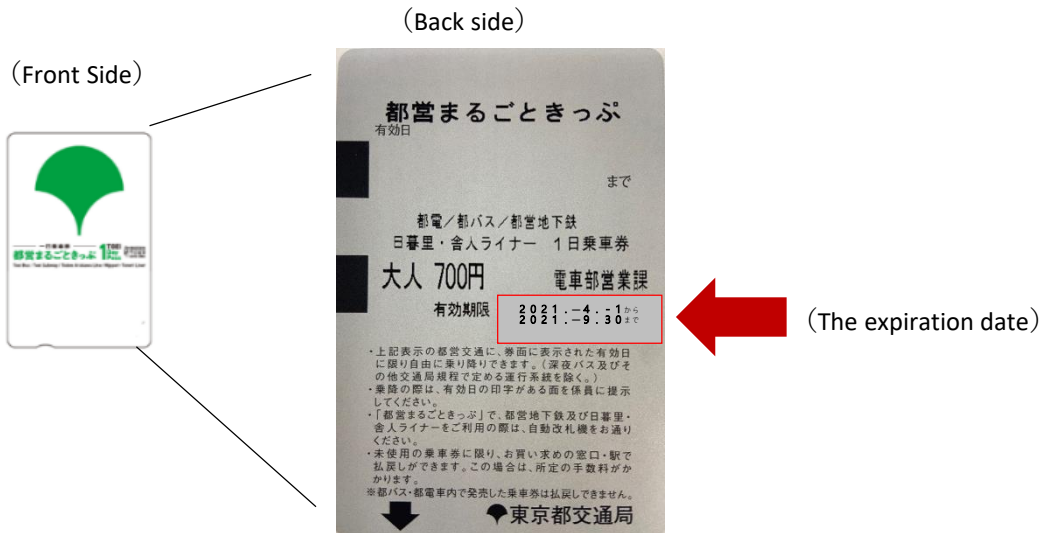 （Back side）
（Front Side）
一日乗車券
都営まるごときっぷ 1
都営まるごときっぷ
有効日
まで
都電／都バス／都営地下鉄
日暮里・舎人ライナー　１日乗車券
大人 700円　電車部営業課
有効期限　2021.-4.-1から
2021.-9.30まで
（The expiration date）
・上記表示の都営交通に、券面に表示された有効日
に限り自由に乗り降りできます。（深夜バス及びそ
の他交通局規程で定める運行系統を除く。）
・乗降の際は、有効日の印字がある面を係員に提示
してください。
・「都営まるごときっぷ」で、都営地下鉄及び日暮里・
舎人ライナーをご利用の際は、自動改札機をお通り
ください。
・未使用の乗車券に限り、お買い求めの窓口・駅で
払戻しができます。この場合は、所定の手数料がか
かります。
※都バス・都電車内で発売した乗車券は払戻しできません。
東京都交通局